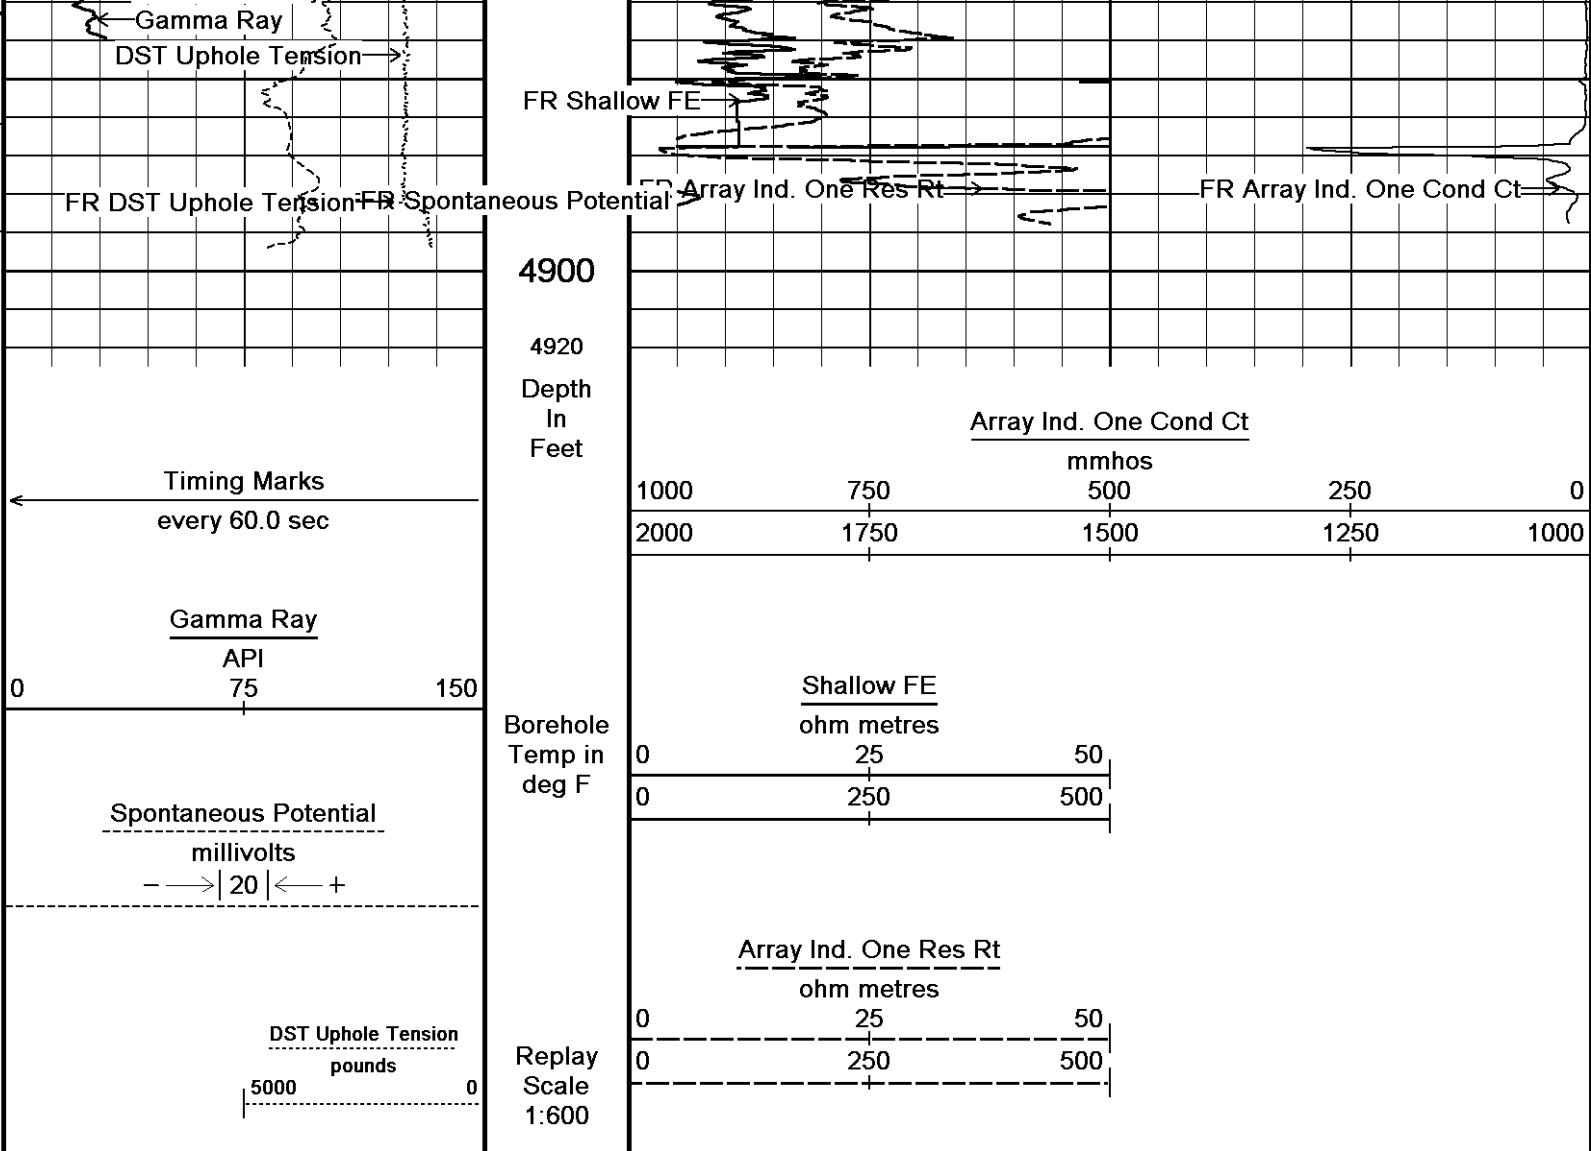 Gamma Ray
DST Uphole Tension
FR Shallow FE
FR DST Uphole Tension
FR Spontaneous Potential
FR Array Ind. One Res Rt
FR Array Ind. One Cond Ct
4900
4920
Depth
In
Feet
Array Ind. One Cond Ct
mmhos
1000 750 500 250 0
2000 1750 1500 1250 1000
Timing Marks
every 60.0 sec
Gamma Ray
API
0 75 150
Shallow FE
ohm metres
0 25 50
0 250 500
Borehole
Temp in
deg F
Spontaneous Potential
millivolts
− 20 +
Array Ind. One Res Rt
ohm metres
0 25 50
0 250 500
DST Uphole Tension
pounds
5000 0
Replay
Scale
1:600